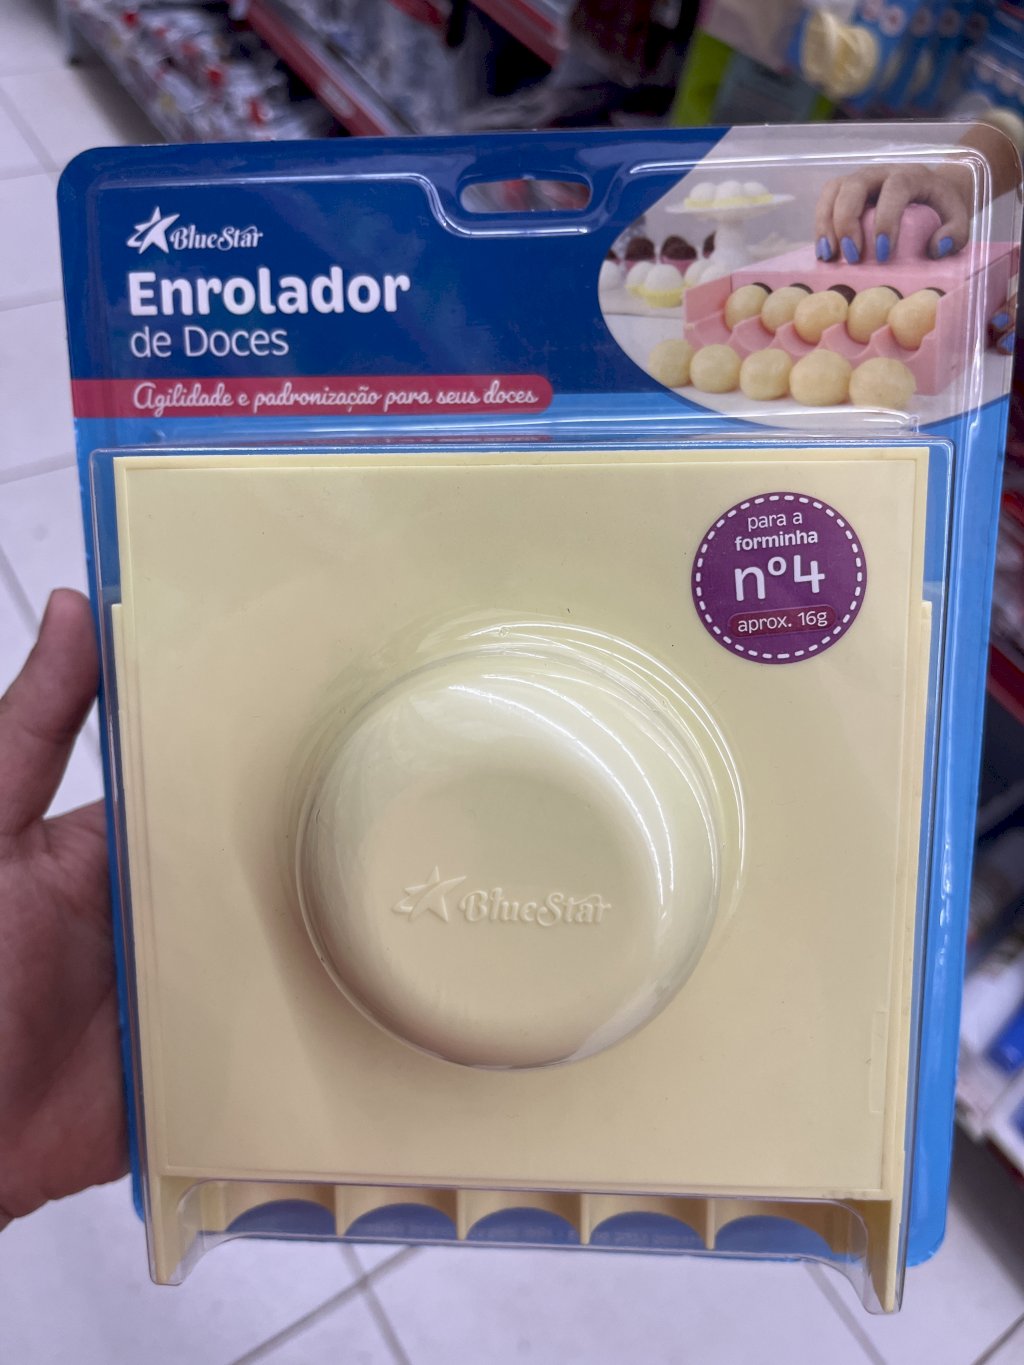 BlueStar
Enrolador
de Doces
Agilidade e padronização para seus doces
para a
forminha
nº4
aprox. 16g
BlueStar